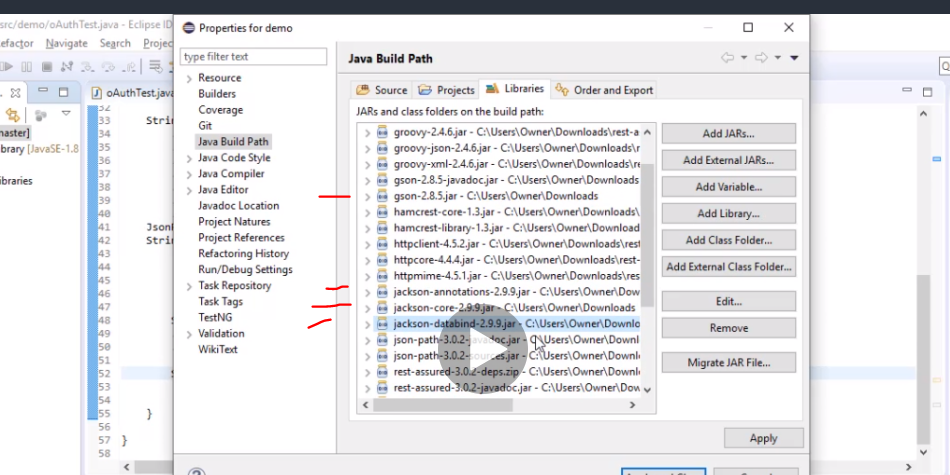 src/demo/oAuthTest.java - Eclipse ID
Refactor Navigate Search Projec
oAuthTest.java
master]
ibrary [JavaSE-1.8
ibraries
32
33 Strin
34
35
36
37
38
39
40
41 Json
42 Strin
43
44
45
46
47
48
49
50
51
52
53
54
55 }
56
57 }
58
Properties for demo
type filter text
Resource
Builders
Coverage
Git
Java Build Path
Java Code Style
Java Compiler
Java Editor
Javadoc Location
Project Natures
Project References
Refactoring History
Run/Debug Settings
Task Repository
Task Tags
TestNG
Validation
WikiText
Java Build Path
Source Projects Libraries Order and Export
JARs and class folders on the build path:
groovy-2.4.6.jar - C:\Users\Owner\Downloads\rest-a
groovy-json-2.4.6.jar - C:\Users\Owner\Downloads\r
groovy-xml-2.4.6.jar - C:\Users\Owner\Downloads\re
gson-2.8.5-javadoc.jar - C:\Users\Owner\Downloads
gson-2.8.5.jar - C:\Users\Owner\Downloads
hamcrest-core-1.3.jar - C:\Users\Owner\Downloads\
hamcrest-library-1.3.jar - C:\Users\Owner\Downloads
httpclient-4.5.2.jar - C:\Users\Owner\Downloads\rest
httpcore-4.4.4.jar - C:\Users\Owner\Downloads\rest-
httpmime-4.5.1.jar - C:\Users\Owner\Downloads\res
jackson-annotations-2.9.9.jar - C:\Users\Owner\Dow
jackson-core-2.9.9.jar - C:\Users\Owner\Downloads
jackson-databind-2.9.9.jar - C:\Users\Owner\Downlo
json-path-3.0.2-javadoc.jar - C:\Users\Owner\Downl
json-path-3.0.2-sources.jar - C:\Users\Owner\Downl
rest-assured-3.0.2-deps.zip - C:\Users\Owner\Downl
rest-assured-3.0.2-javadoc.jar - C:\Users\Owner\Dow
Add JARs...
Add External JARs...
Add Variable...
Add Library...
Add Class Folder...
Add External Class Folder...
Edit...
Remove
Migrate JAR File...
Apply